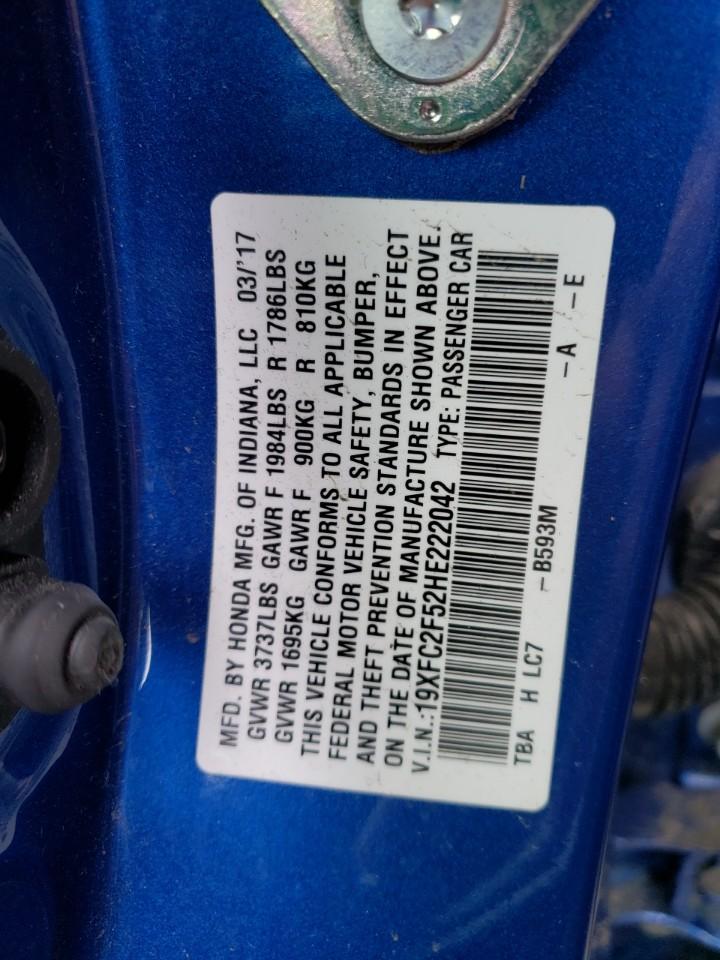 MFD. BY HONDA MFG. OF INDIANA, LLC 03/'17
GVWR 3737LBS GAWR F 1984LBS R 1786LBS
GVWR 1695KG GAWR F 900KG R 810KG
THIS VEHICLE CONFORMS TO ALL APPLICABLE
FEDERAL MOTOR VEHICLE SAFETY, BUMPER,
AND THEFT PREVENTION STANDARDS IN EFFECT
ON THE DATE OF MANUFACTURE SHOWN ABOVE.
V.I.N.:19XFC2F52HE222042 TYPE: PASSENGER CAR
TBA H LC7 –B593M –A –E